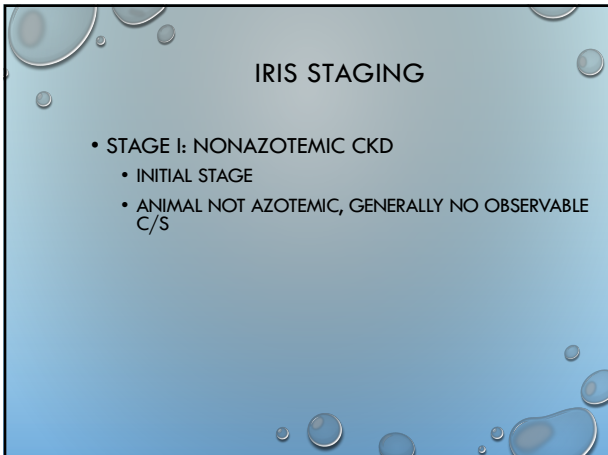 IRIS STAGING
• STAGE I: NONAZOTEMIC CKD
• INITIAL STAGE
• ANIMAL NOT AZOTEMIC, GENERALLY NO OBSERVABLE
C/S